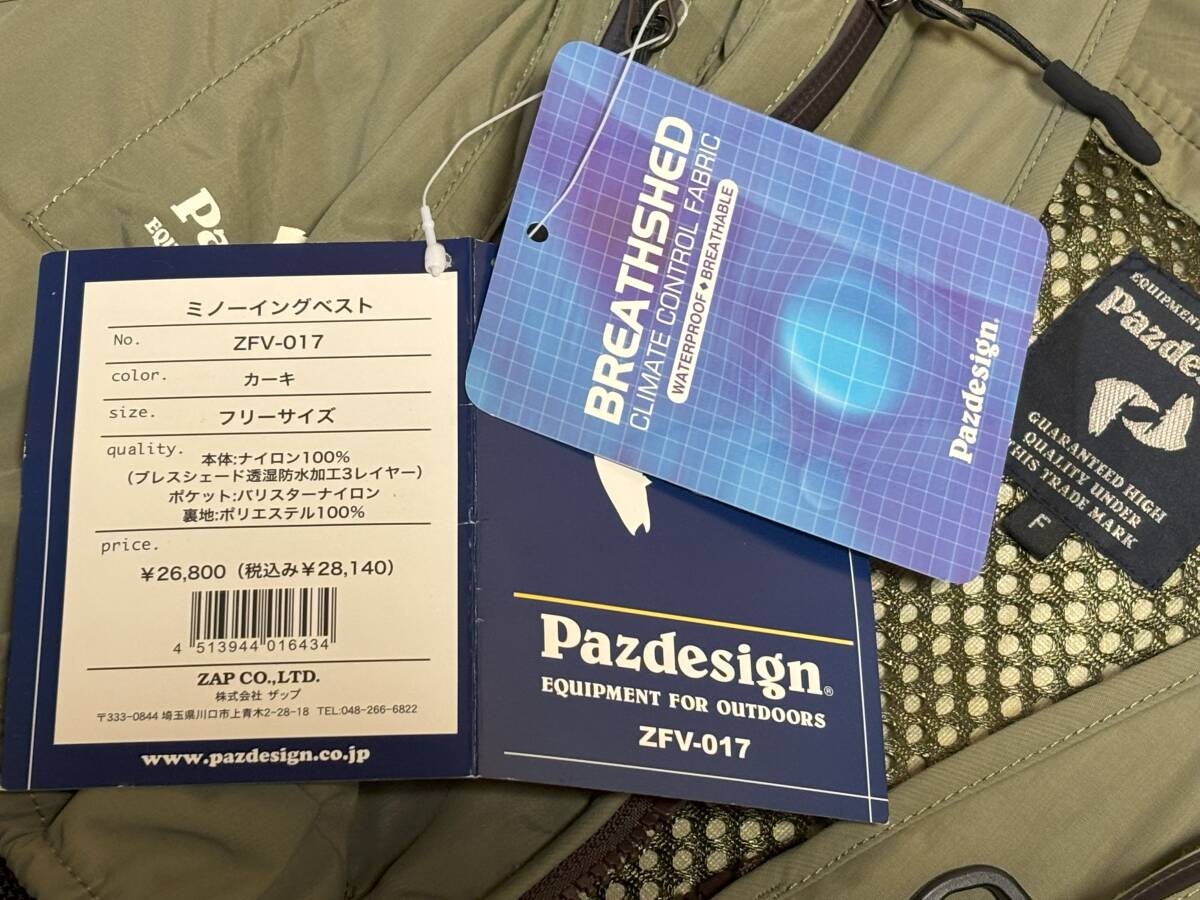 ミノーイングベスト
No. ZFV-017
color. カーキ
size. フリーサイズ
quality. 本体:ナイロン100%
(ブレスシェード透湿防水加工3レイヤー)
ポケット:バリスターナイロン
裏地:ポリエステル100%
price.
¥26,800 (税込み¥28,140)
4 513944 016434
ZAP CO.,LTD.
株式会社 ザップ
〒333-0844 埼玉県川口市上青木2-28-18 TEL:048-266-6822
www.pazdesign.co.jp
BREATHSHED
CLIMATE CONTROL FABRIC
WATERPROOF◆BREATHABLE
Pazdesign.
Pazdesign®
EQUIPMENT FOR OUTDOORS
ZFV-017
GUARANTEED HIGH
QUALITY UNDER
THIS TRADE MARK
F